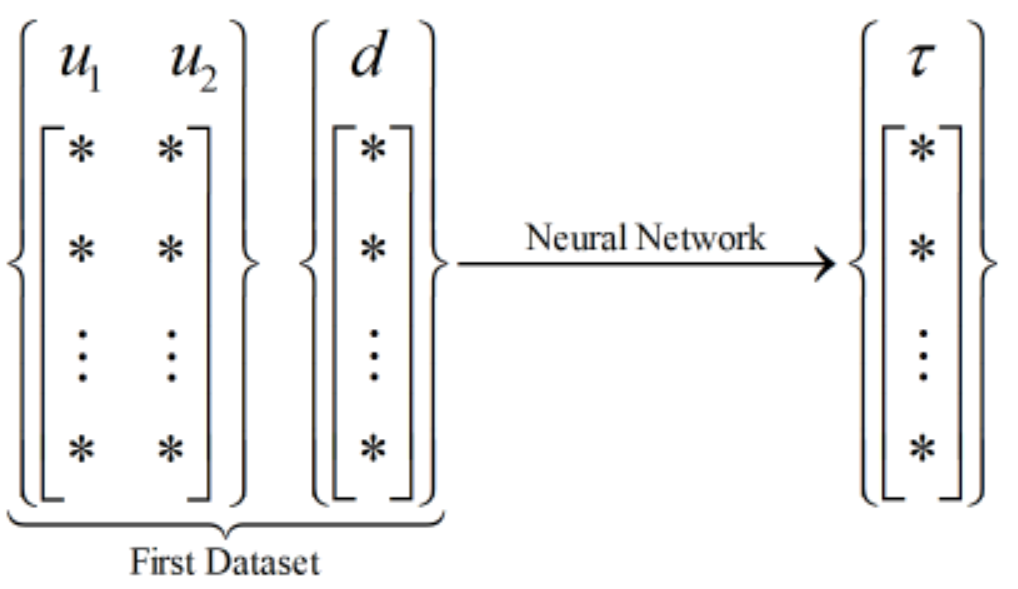 u₁ u₂ d τ
* * * *
* * * *
Neural Network
⋮ ⋮ ⋮ ⋮
* * * *
First Dataset